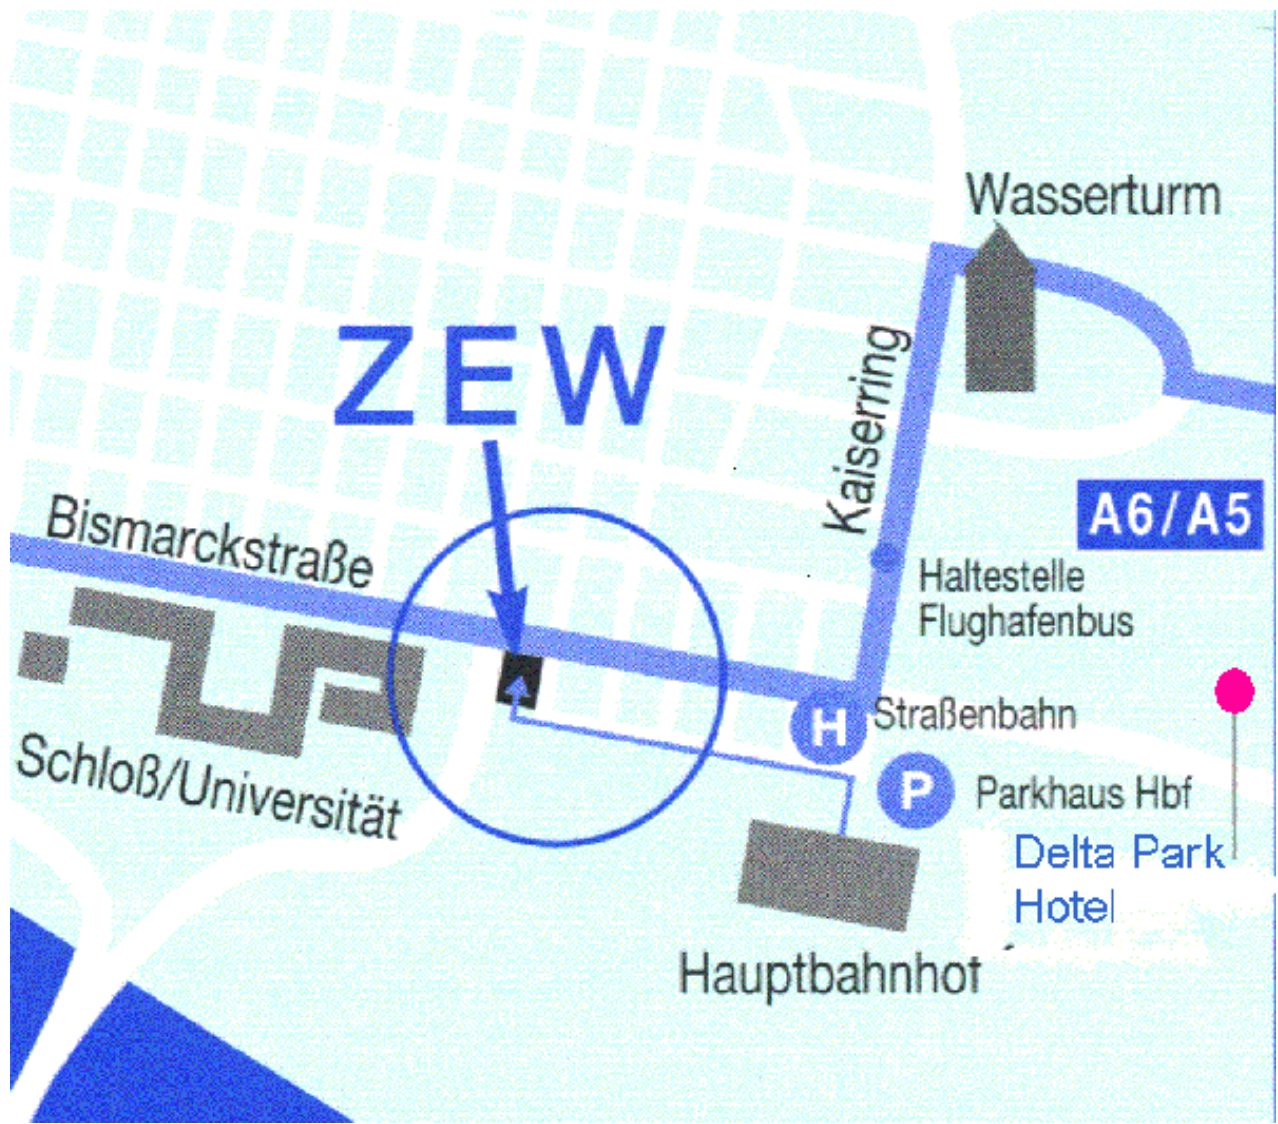 Wasserturm
ZEW
Kaiserring
A6/A5
Bismarckstraße
Haltestelle
Flughafenbus
H
Straßenbahn
Schloß/Universität
P
Parkhaus Hbf
Delta Park
Hotel
Hauptbahnhof